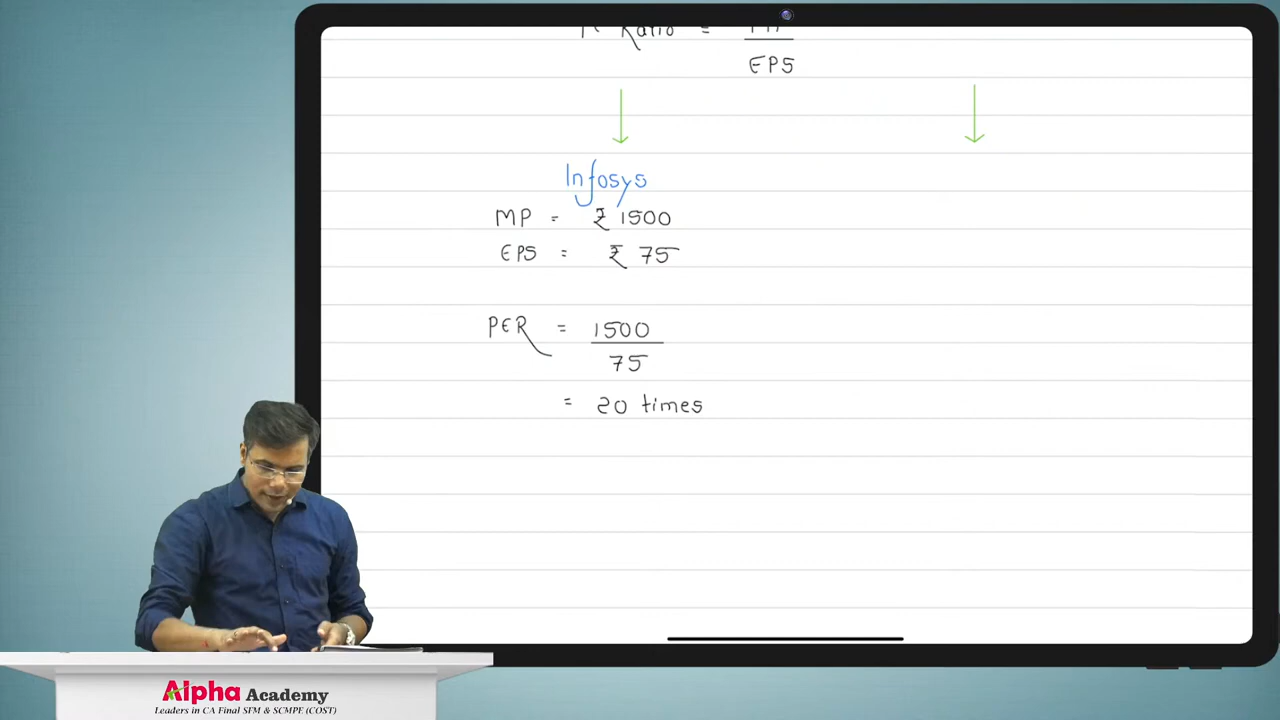 Ratio =
EPS
Infosys
MP = ₹ 1500
EPS = ₹ 75
PER = 1500
75
= 20 times
Alpha Academy
Leaders in CA Final SFM & SCMPE (COST)